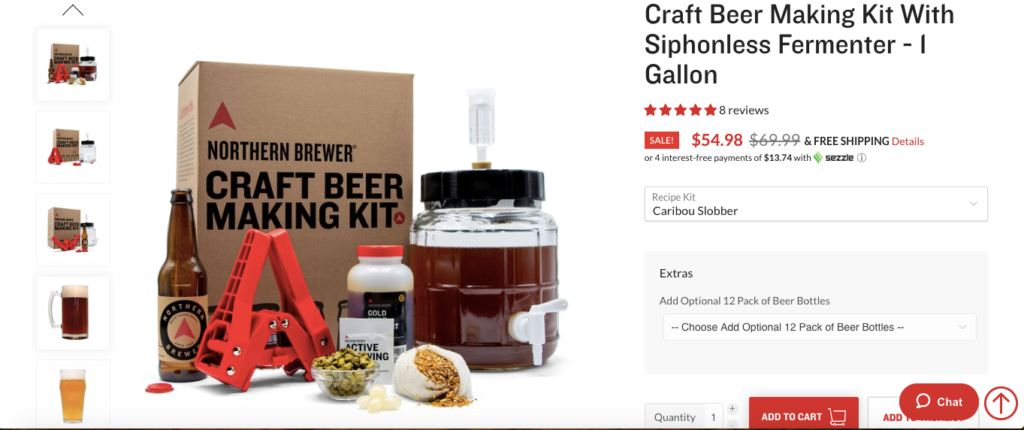 Craft Beer Making Kit With
Siphonless Fermenter - 1
Gallon
8 reviews
SALE! $54.98 $69.99 & FREE SHIPPING Details
or 4 interest-free payments of $13.74 with sezzle
Recipe Kit
Caribou Slobber
Extras
Add Optional 12 Pack of Beer Bottles
-- Choose Add Optional 12 Pack of Beer Bottles --
Quantity 1 +
ADD TO CART
ADD TO
Chat
NORTHERN BREWER
CRAFT BEER
MAKING KIT
NORTHERN
BREWER
GOLD
ACTIVE